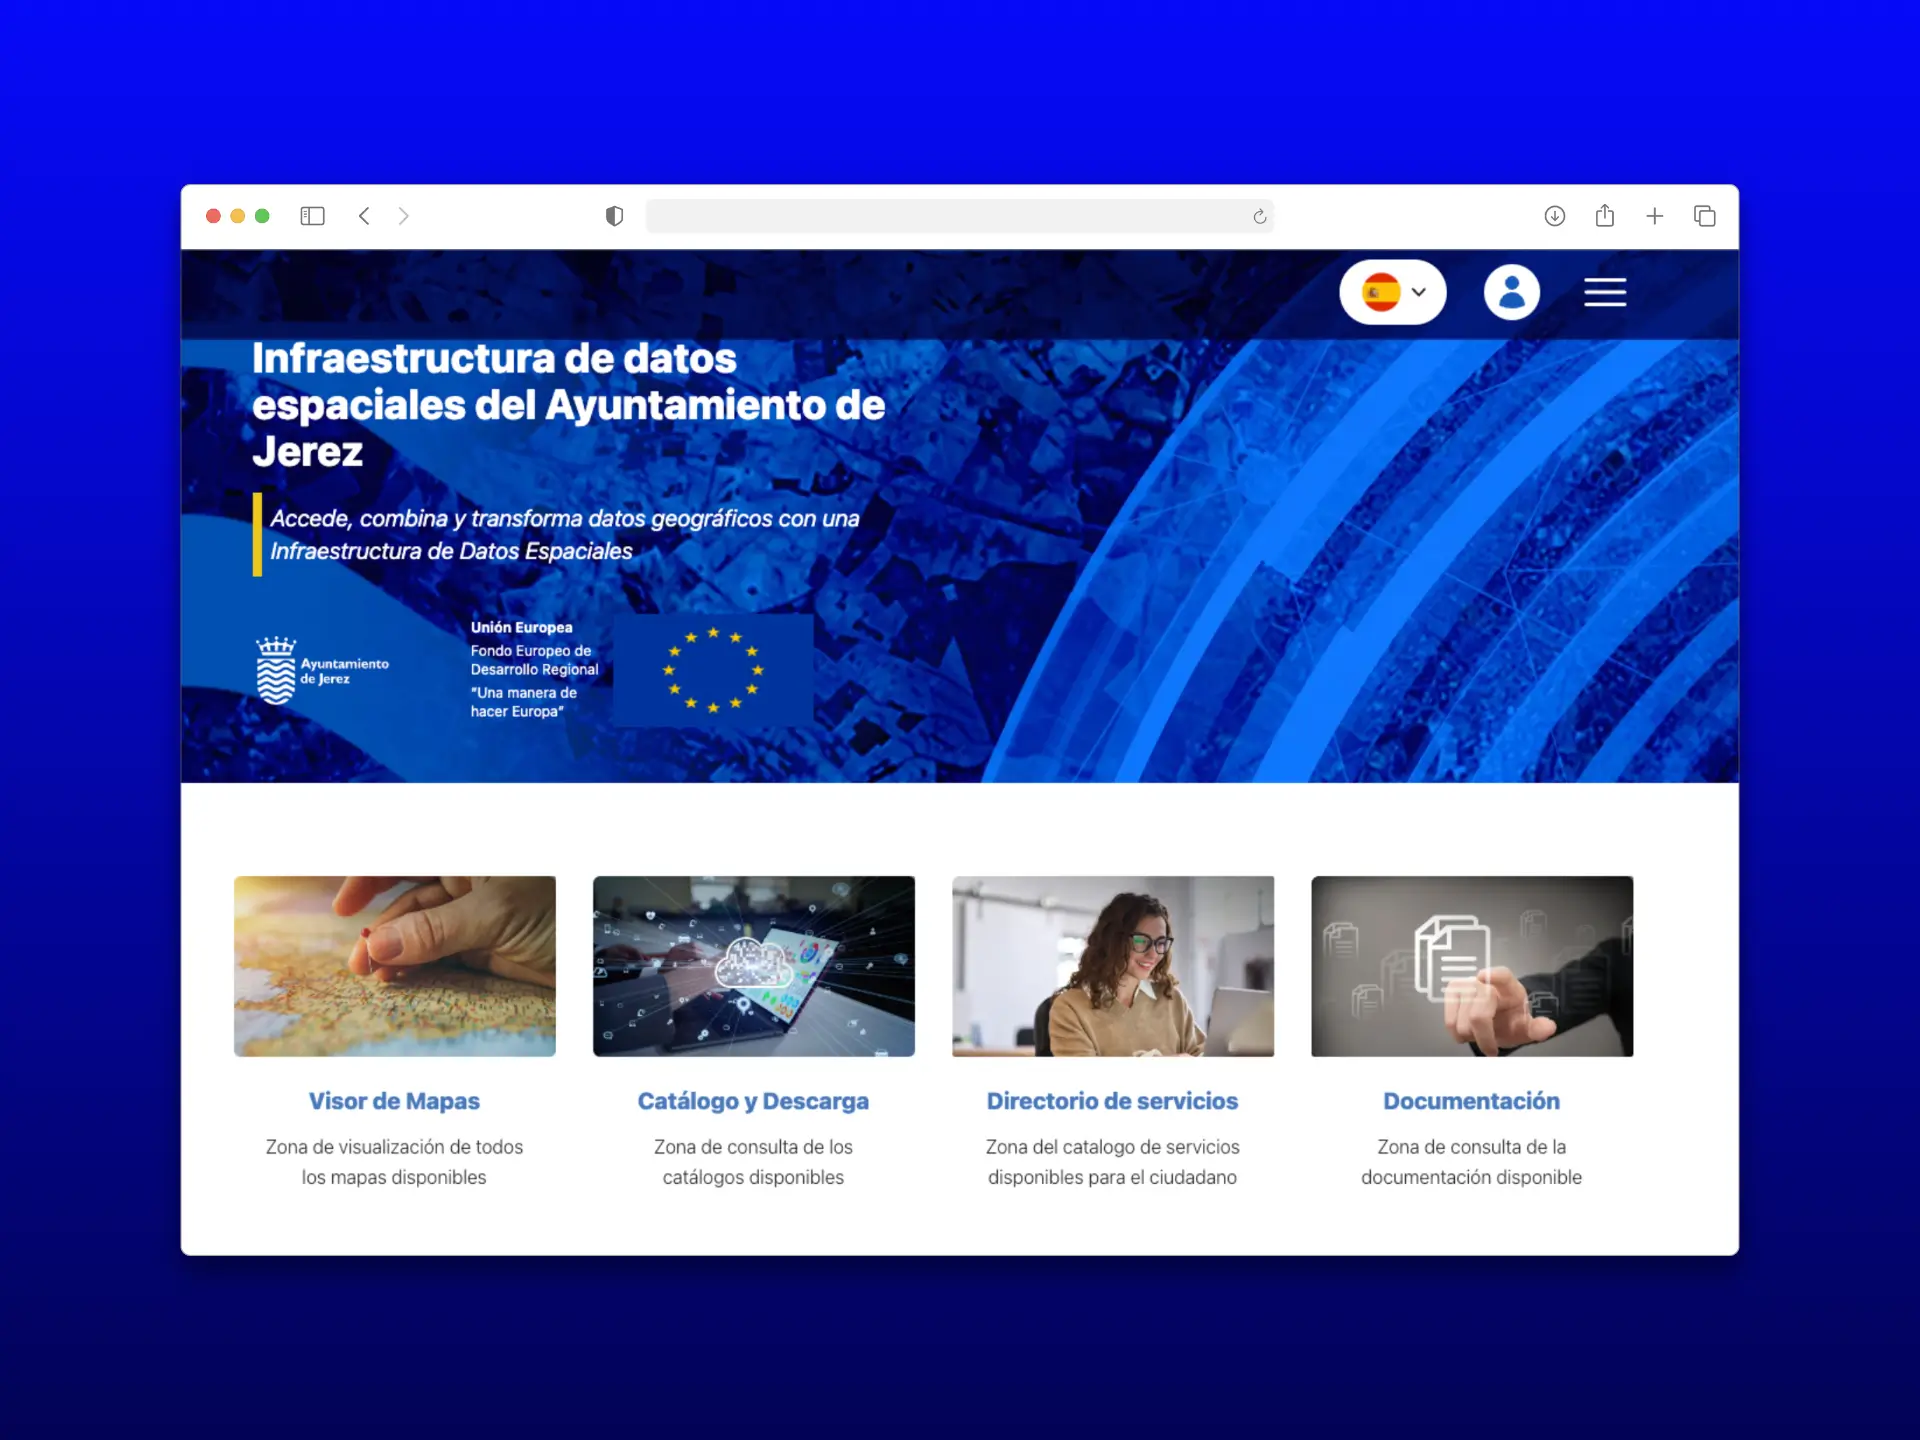 Infraestructura de datos
espaciales del Ayuntamiento de
Jerez
Accede, combina y transforma datos geográficos con una
Infraestructura de Datos Espaciales
Ayuntamiento
de Jerez
Unión Europea
Fondo Europeo de
Desarrollo Regional
"Una manera de
hacer Europa"
Visor de Mapas
Zona de visualización de todos
los mapas disponibles
Catálogo y Descarga
Zona de consulta de los
catálogos disponibles
Directorio de servicios
Zona del catalogo de servicios
disponibles para el ciudadano
Documentación
Zona de consulta de la
documentación disponible